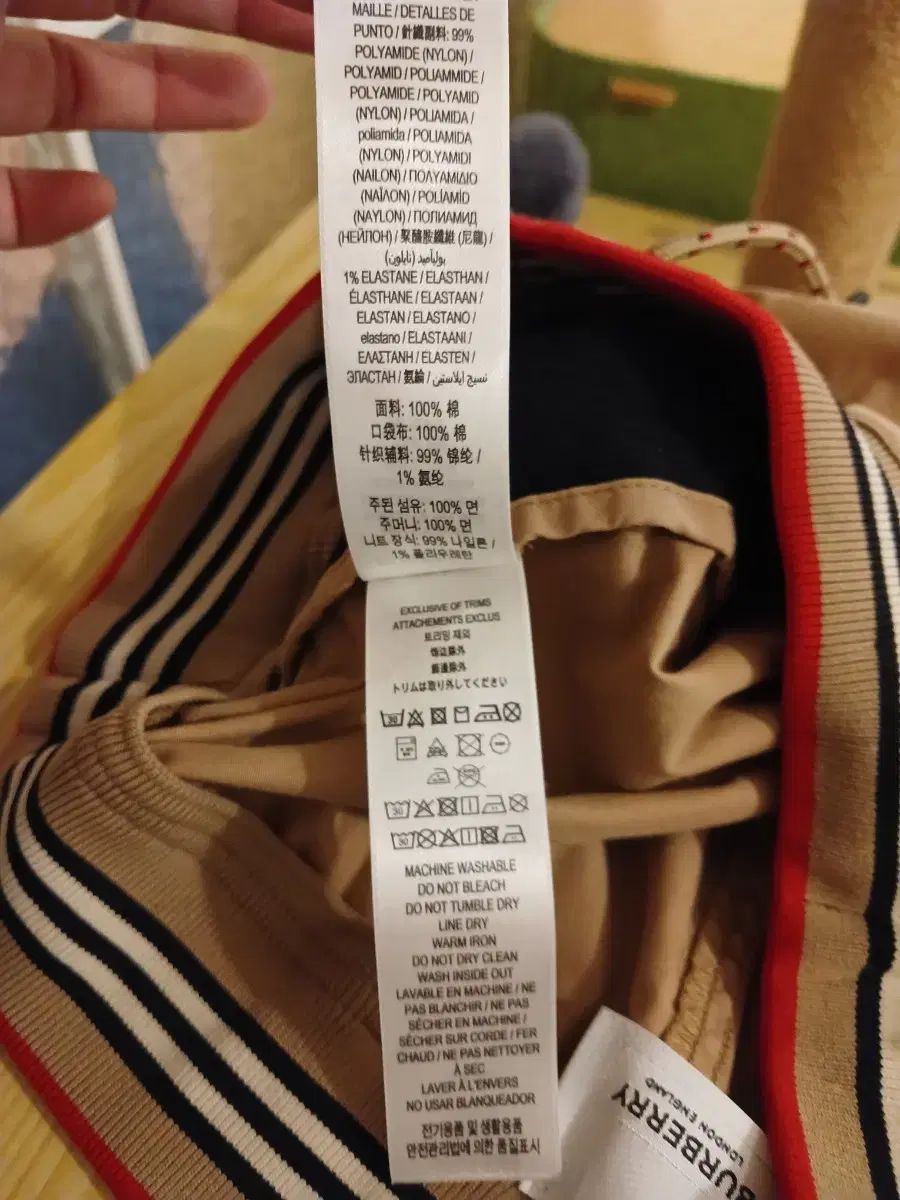 MAILLE / DETALLES DE
PUNTO / 針織副料: 99%
POLYAMIDE (NYLON) /
POLYAMID / POLIAMMIDE /
POLYAMIDE / POLYAMID
(NYLON) / POLIAMIDA /
poliamida / POLIAMIDA
(NYLON) / POLYAMIDI
(NAILON) / ΠΟΛΥΑΜΙΔΙΟ
(ΝΑΪΛΟΝ) / POLÍAMÍD
(NAYLON) / ПОЛИАМИД
(НЕЙЛОН) / 聚醯胺纖維 (尼龍) /
بولياميد (نايلون)
1% ELASTANE / ELASTHAN /
ÉLASTHANE / ELASTAAN /
ELASTAN / ELASTANO /
elastano / ELASTAANI /
ΕΛΑΣΤΑΝΗ / ELASTEN /
ЭЛАСТАН / 氨綸 / نسيج ايلاستين
面料: 100% 棉
口袋布: 100% 棉
针织辅料: 99% 锦纶 /
1% 氨纶
주된 섬유: 100% 면
주머니: 100% 면
니트 장식: 99% 나일론 /
1% 폴리우레탄
EXCLUSIVE OF TRIMS
ATTACHEMENTS EXCLUS
트리밍 제외
饰边除外
飾邊除外
トリムは取り外してください
30
30
30
MACHINE WASHABLE
DO NOT BLEACH
DO NOT TUMBLE DRY
LINE DRY
WARM IRON
DO NOT DRY CLEAN
WASH INSIDE OUT
LAVABLE EN MACHINE / NE
PAS BLANCHIR / NE PAS
SÉCHER EN MACHINE /
SÉCHER SUR CORDE / FER
CHAUD / NE PAS NETTOYER
À SEC
LAVER À L'ENVERS
NO USAR BLANQUEADOR
전기용품 및 생활용품
안전관리법에 의한 품질표시
BURBERRY
LONDON ENGLAND